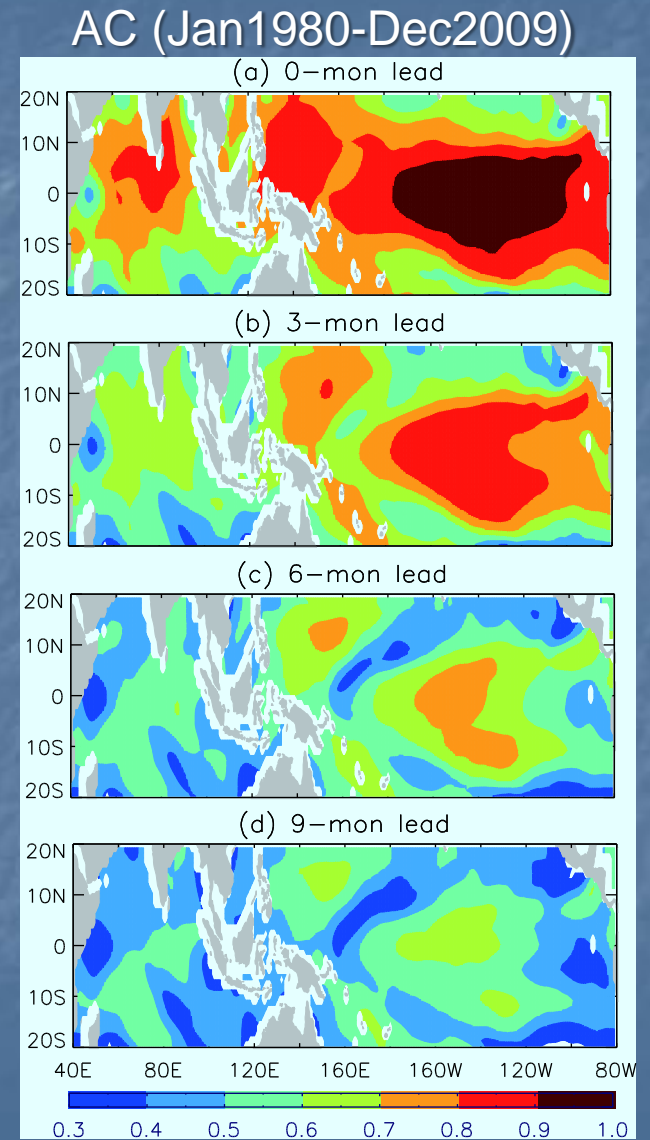 AC (Jan1980-Dec2009)
(a) 0-mon lead
20N
10N
0
10S
20S
(b) 3-mon lead
20N
10N
0
10S
20S
(c) 6-mon lead
20N
10N
0
10S
20S
(d) 9-mon lead
20N
10N
0
10S
20S
40E 80E 120E 160E 160W 120W 80W
0.3 0.4 0.5 0.6 0.7 0.8 0.9 1.0